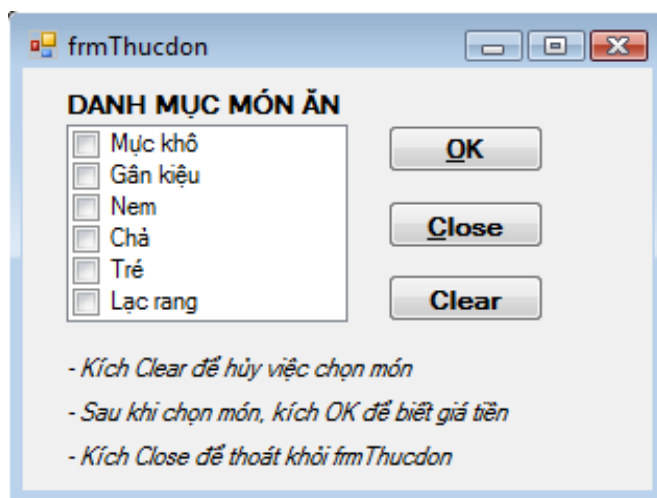 frmThucdon
DANH MỤC MÓN ĂN
Mực khô
Gân kiệu
Nem
Chả
Tré
Lạc rang
OK
Close
Clear
- Kích Clear để hủy việc chọn món
- Sau khi chọn món, kích OK để biết giá tiền
- Kích Close để thoát khỏi frmThucdon